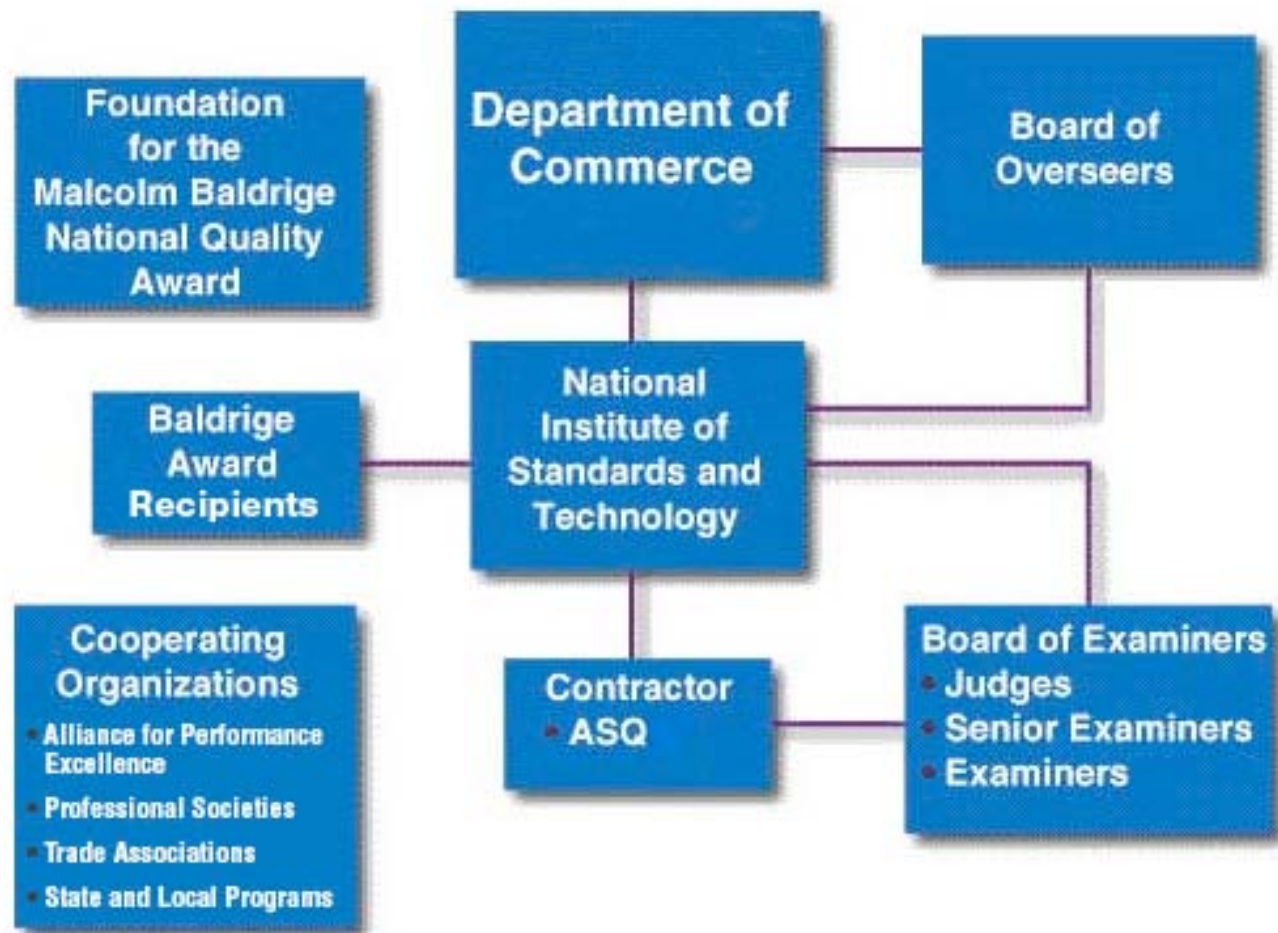 Foundation
for the
Malcolm Baldrige
National Quality
Award
Department of
Commerce
Board of
Overseers
Baldrige
Award
Recipients
National
Institute of
Standards and
Technology
Cooperating
Organizations
• Alliance for Performance
Excellence
• Professional Societies
• Trade Associations
• State and Local Programs
Contractor
• ASQ
Board of Examiners
• Judges
• Senior Examiners
• Examiners